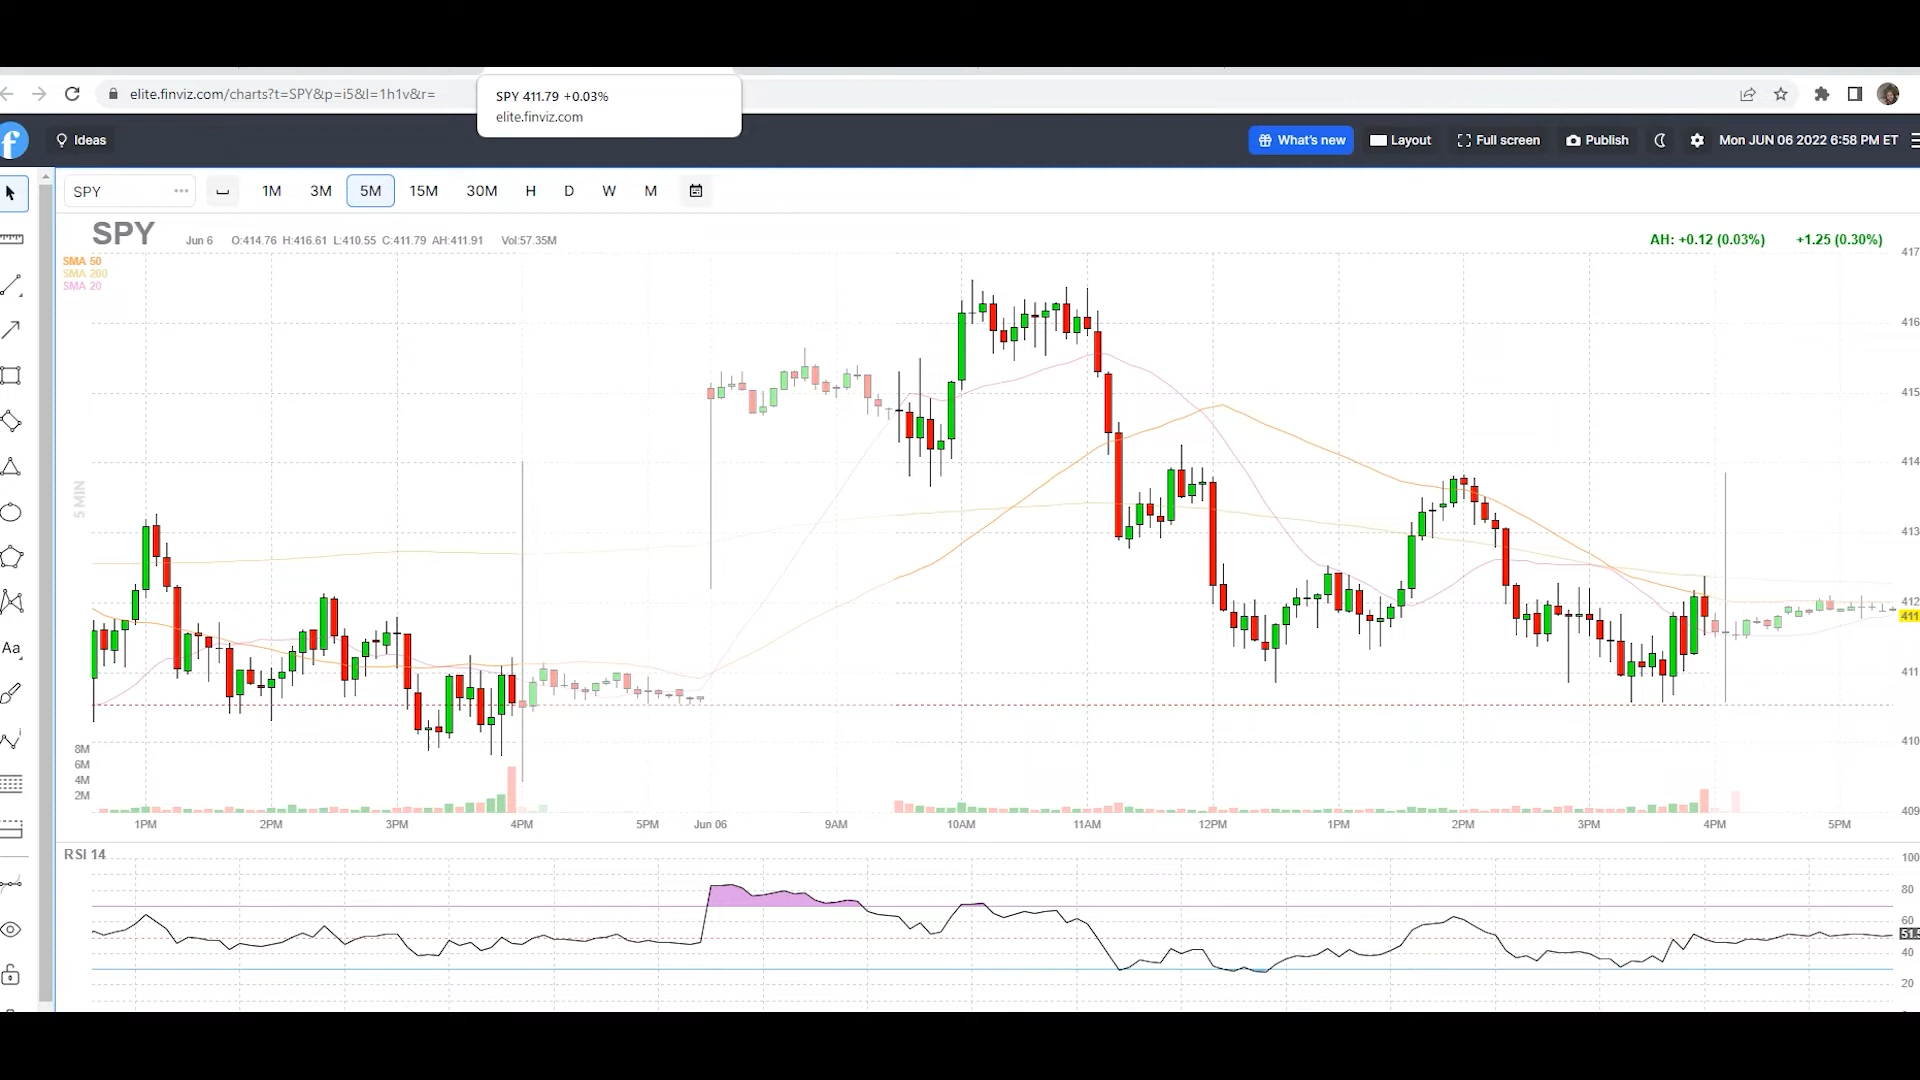 SPY 411.79 +0.03%
elite.finviz.com/charts?t=SPY&p=i5&l=1h1v&r=
elite.finviz.com
f
Ideas
What's new
Layout
Full screen
Publish
Mon JUN 06 2022 6:58 PM ET
SPY
1M
3M
5M
15M
30M
H
D
W
M
SPY
Jun 6
O:414.76 H:416.61 L:410.55 C:411.79 AH:411.91
Vol:57.35M
AH: +0.12 (0.03%)
+1.25 (0.30%)
SMA 50
SMA 200
SMA 20
5 MIN
417
416
415
414
413
412
411
411
410
409
8M
6M
4M
2M
1PM
2PM
3PM
4PM
5PM
Jun 06
9AM
10AM
11AM
12PM
1PM
2PM
3PM
4PM
5PM
Aa
RSI 14
100
80
60
51.5
40
20